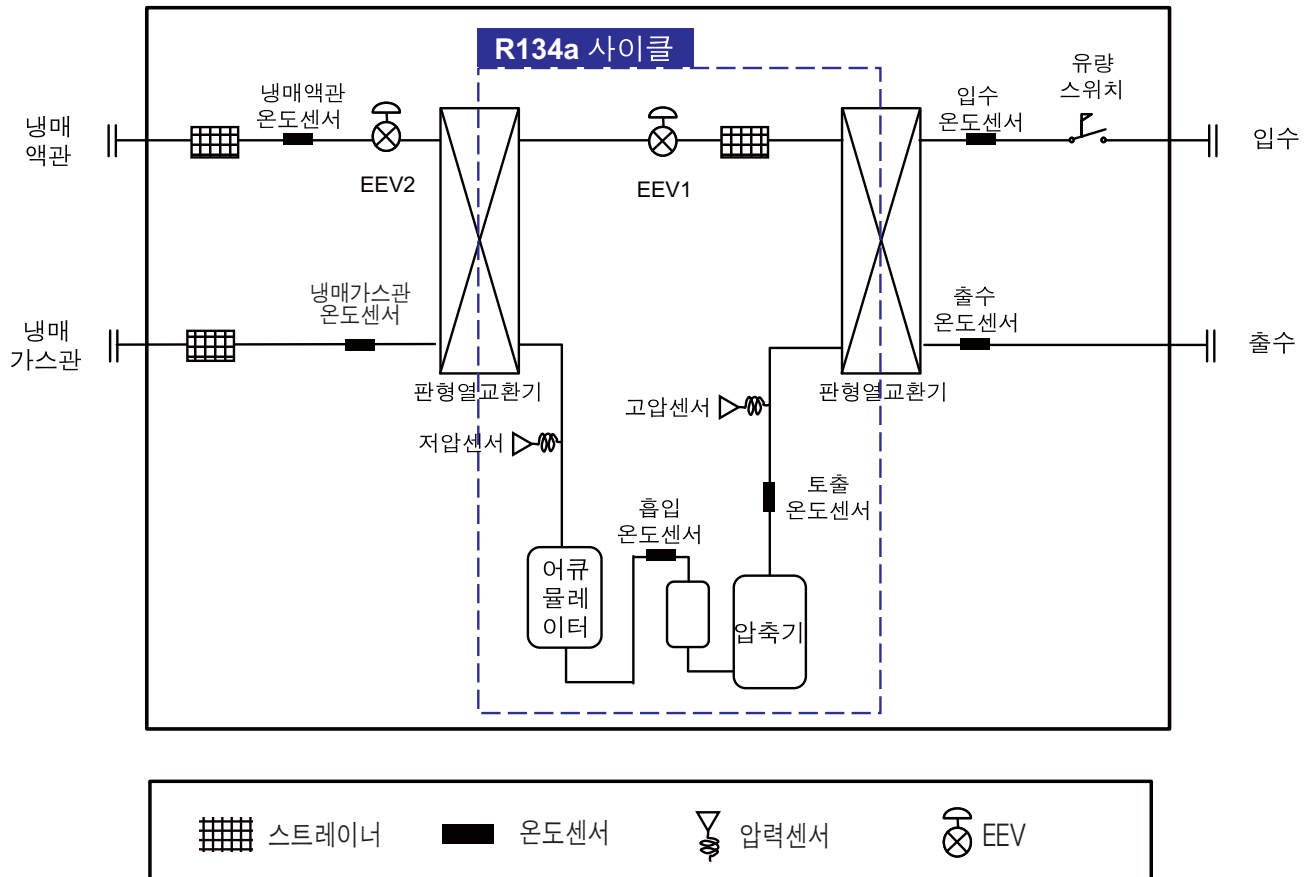 R134a 사이클
냉매
액관
냉매액관
온도센서
EEV2
EEV1
입수
온도센서
유량
스위치
입수
냉매
가스관
냉매가스관
온도센서
출수
온도센서
출수
판형열교환기
판형열교환기
고압센서
저압센서
토출
온도센서
흡입
온도센서
어큐
뮬레
이터
압축기
스트레이너
온도센서
압력센서
EEV